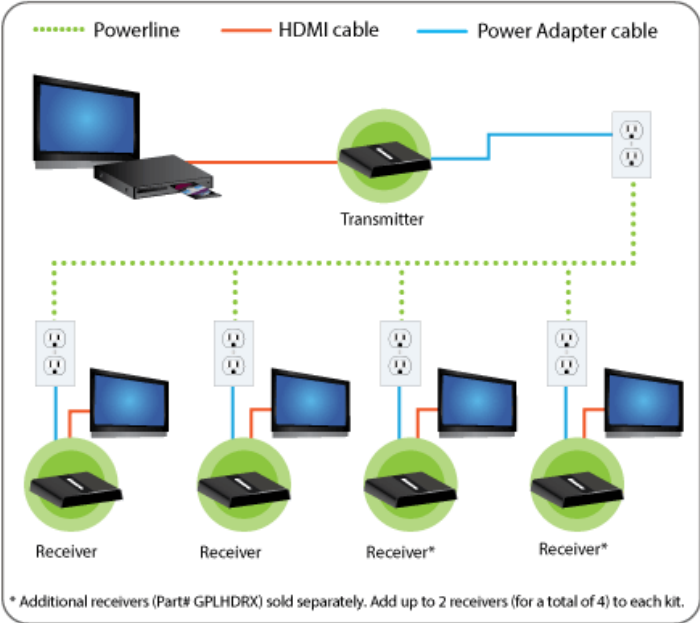 Powerline HDMI cable Power Adapter cable
Transmitter
Receiver Receiver Receiver* Receiver*
* Additional receivers (Part# GPLHDRX) sold separately. Add up to 2 receivers (for a total of 4) to each kit.